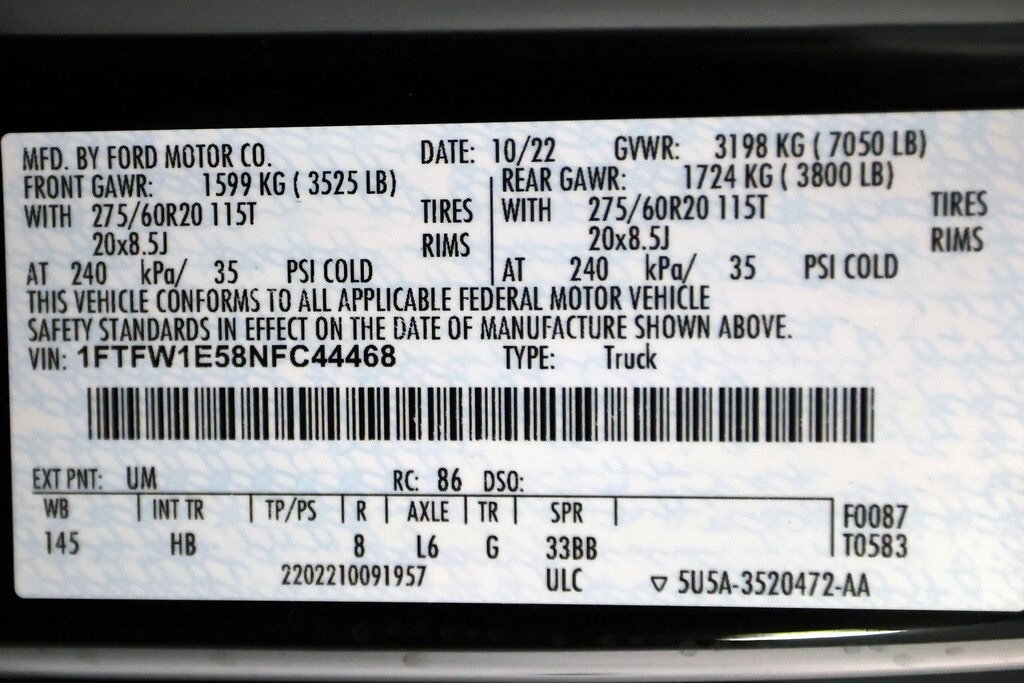 MFD. BY FORD MOTOR CO. DATE: 10/22 GVWR: 3198 KG ( 7050 LB)
FRONT GAWR: 1599 KG ( 3525 LB) REAR GAWR: 1724 KG ( 3800 LB)
WITH 275/60R20 115T TIRES WITH 275/60R20 115T TIRES
20x8.5J RIMS 20x8.5J RIMS
AT 240 kPa/ 35 PSI COLD AT 240 kPa/ 35 PSI COLD
THIS VEHICLE CONFORMS TO ALL APPLICABLE FEDERAL MOTOR VEHICLE
SAFETY STANDARDS IN EFFECT ON THE DATE OF MANUFACTURE SHOWN ABOVE.
VIN: 1FTFW1E58NFC44468 TYPE: Truck
EXT PNT: UM RC: 86 DSO:
WB INT TR TP/PS R AXLE TR SPR F0087
145 HB 8 L6 G 33BB T0583
2202210091957 ULC ▽ 5U5A-3520472-AA